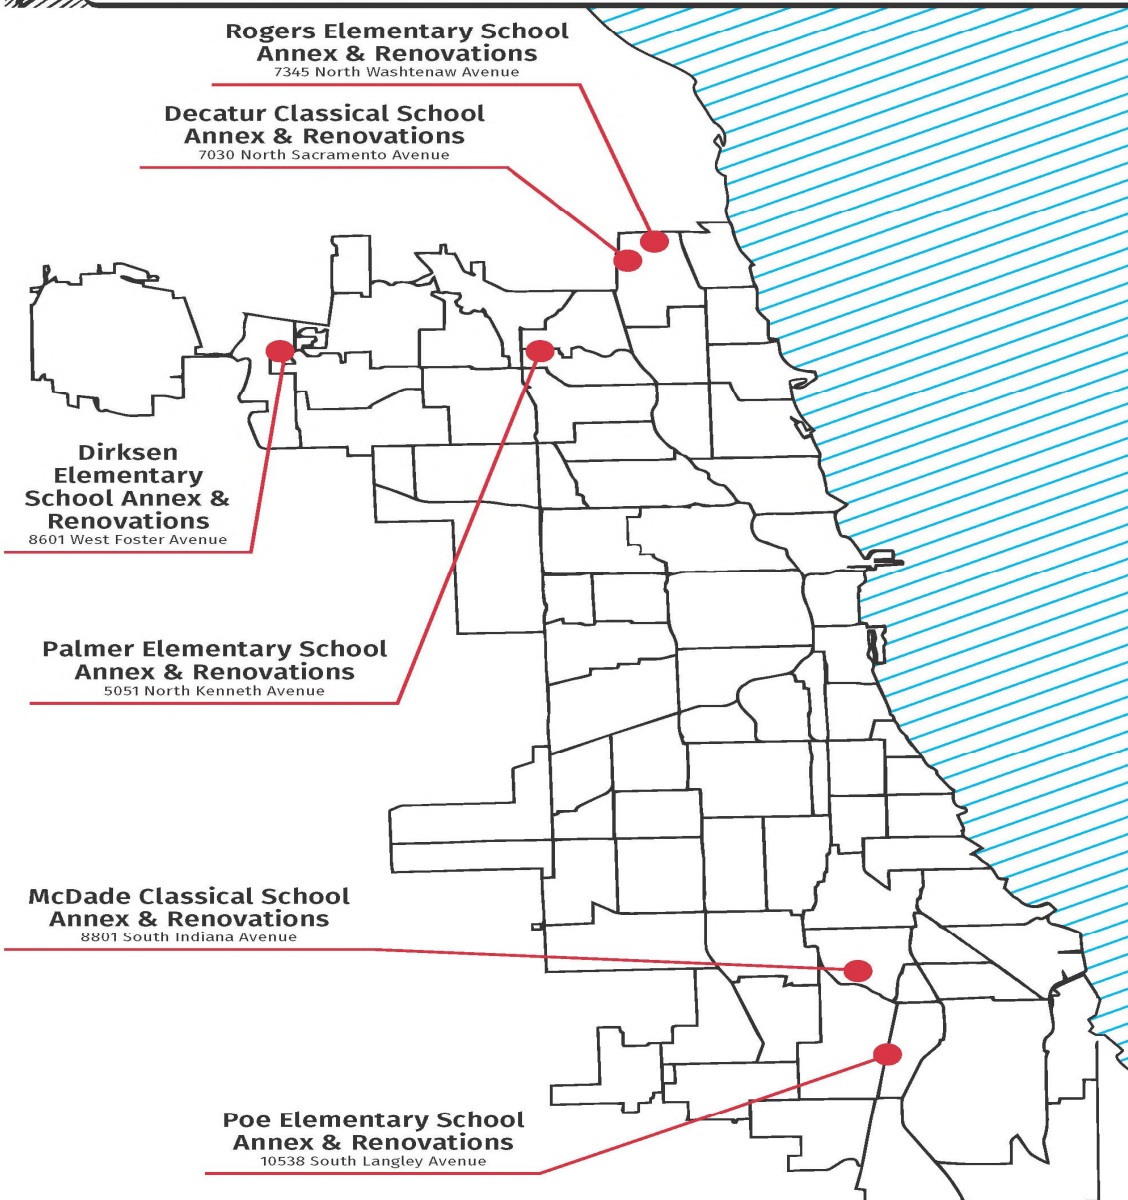 Rogers Elementary School
Annex & Renovations
7345 North Washtenaw Avenue
Decatur Classical School
Annex & Renovations
7030 North Sacramento Avenue
Dirksen
Elementary
School Annex &
Renovations
8601 West Foster Avenue
Palmer Elementary School
Annex & Renovations
5051 North Kenneth Avenue
McDade Classical School
Annex & Renovations
8801 South Indiana Avenue
Poe Elementary School
Annex & Renovations
10538 South Langley Avenue